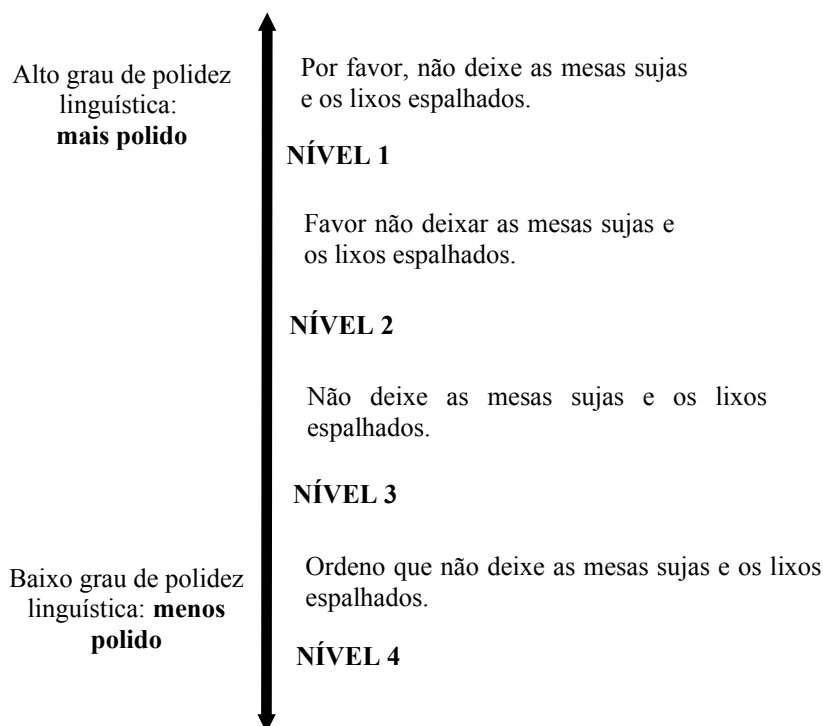 Alto grau de polidez
linguística:
mais polido
Por favor, não deixe as mesas sujas
e os lixos espalhados.
NÍVEL 1
Favor não deixar as mesas sujas e
os lixos espalhados.
NÍVEL 2
Não deixe as mesas sujas e os lixos
espalhados.
NÍVEL 3
Baixo grau de polidez
linguística: menos
polido
Ordeno que não deixe as mesas sujas e os lixos
espalhados.
NÍVEL 4